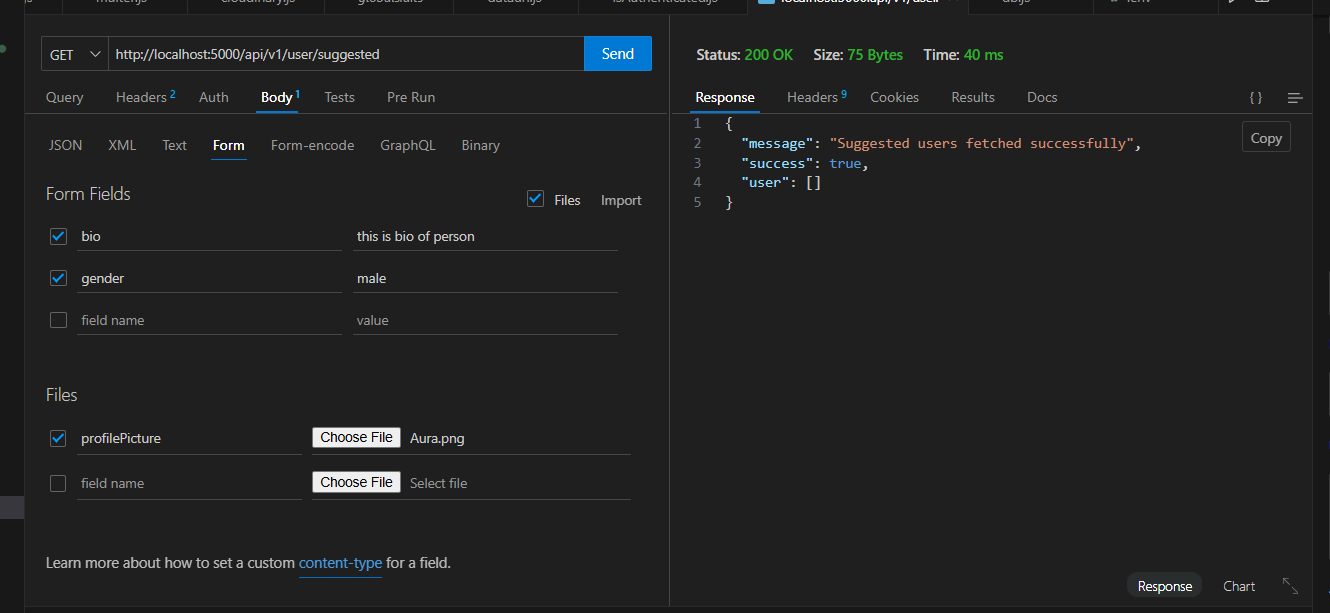 GET http://localhost:5000/api/v1/user/suggested Send
Query Headers 2 Auth Body 1 Tests Pre Run
JSON XML Text Form Form-encode GraphQL Binary
Form Fields
Files Import
bio this is bio of person
gender male
field name value
Files
profilePicture Choose File Aura.png
field name Choose File Select file
Learn more about how to set a custom content-type for a field.
Status: 200 OK Size: 75 Bytes Time: 40 ms
Response Headers 9 Cookies Results Docs { }
Copy
1 {
2 "message": "Suggested users fetched successfully",
3 "success": true,
4 "user": []
5 }
Response Chart